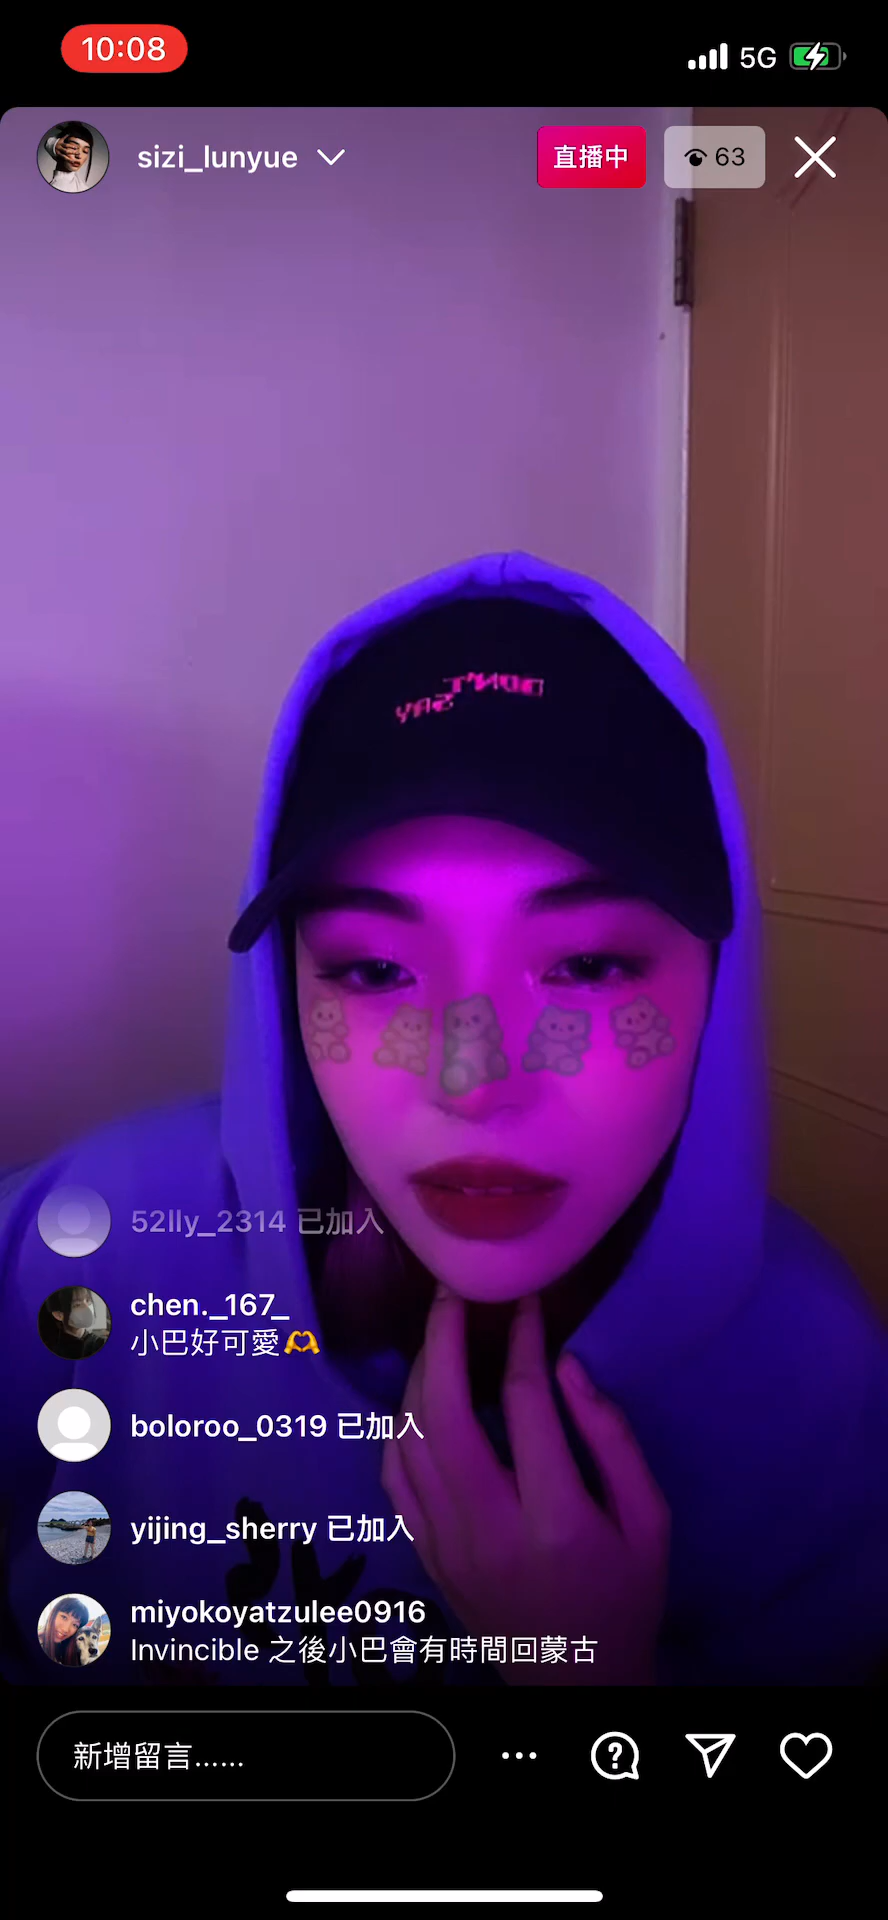 10:08
5G
sizi_lunyue
直播中
63
DON'T
SAY
52lly_2314 已加入
chen._167_
小巴好可愛🫶
boloroo_0319 已加入
yijing_sherry 已加入
miyokoyatzulee0916
Invincible 之後小巴會有時間回蒙古
新增留言......